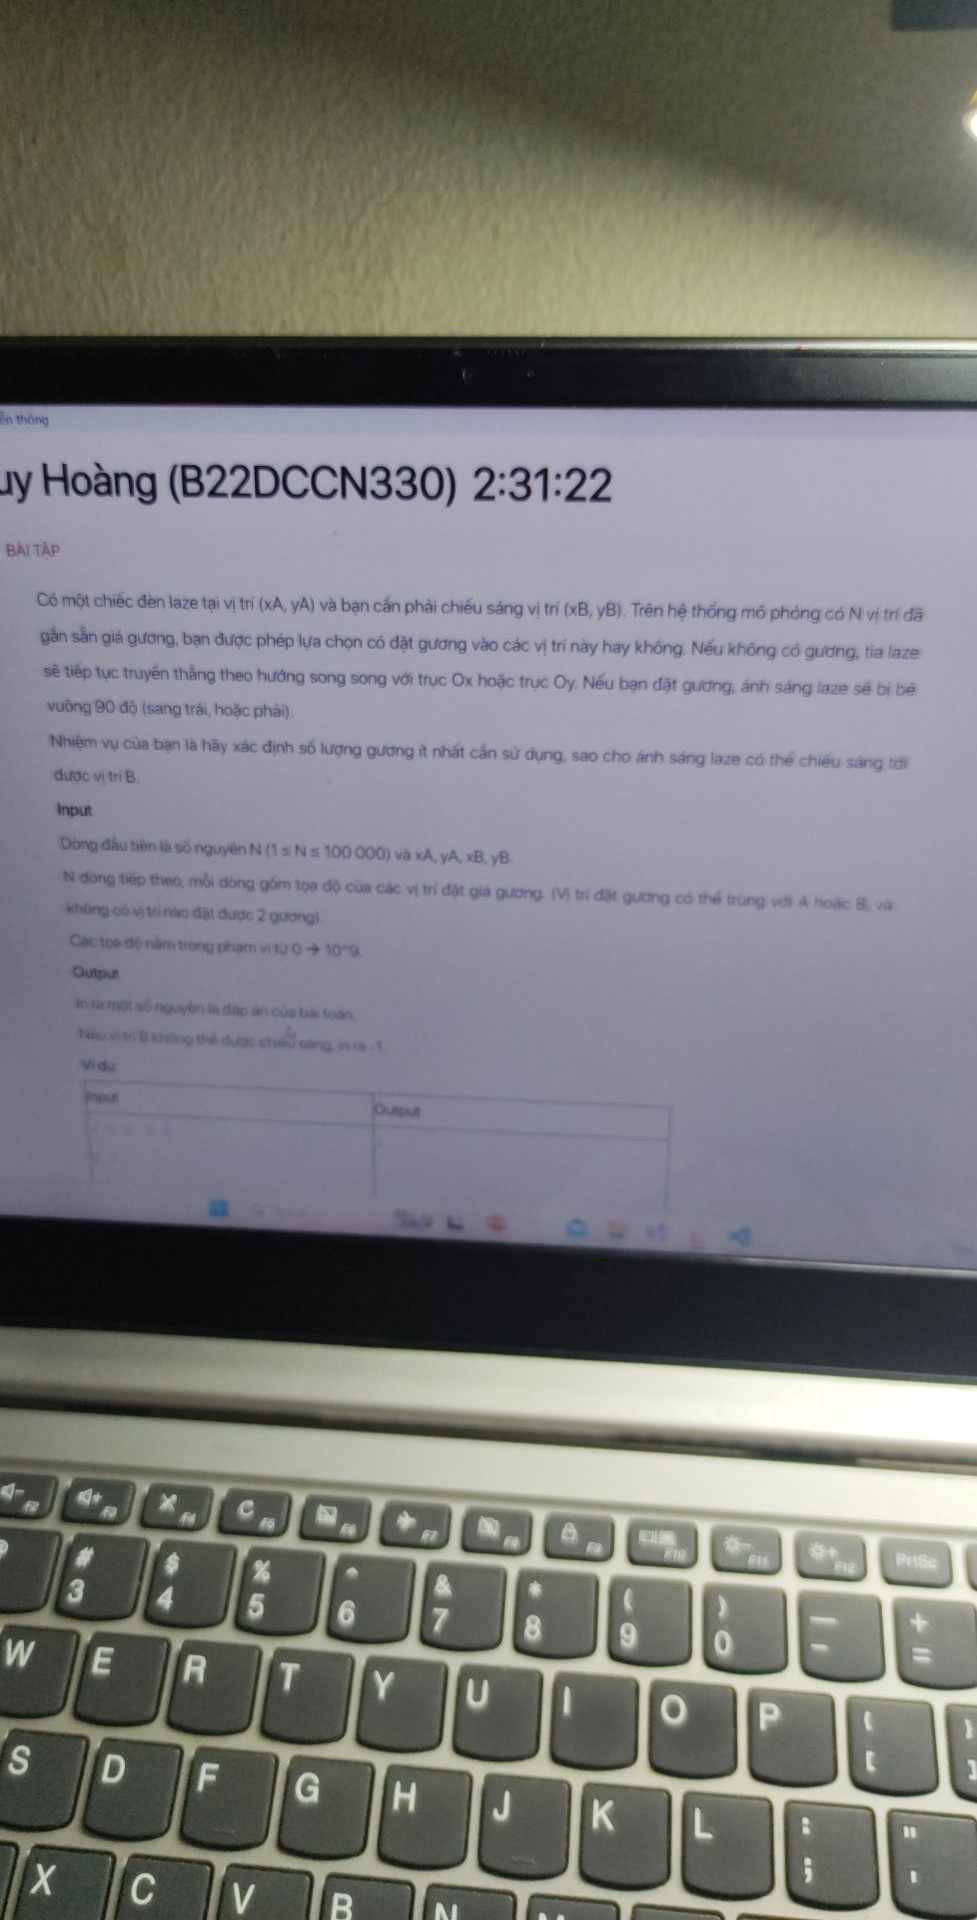 ễn thông
uy Hoàng (B22DCCN330) 2:31:22
BÀI TẬP
Có một chiếc đèn laze tại vị trí (xA, yA) và bạn cần phải chiếu sáng vị trí (xB, yB). Trên hệ thống mô phỏng có N vị trí đã
gắn sẵn giá gương, bạn được phép lựa chọn có đặt gương vào các vị trí này hay không. Nếu không có gương, tia laze
sẽ tiếp tục truyền thẳng theo hướng song song với trục Ox hoặc trục Oy. Nếu bạn đặt gương, ánh sáng laze sẽ bị bẻ
vuông 90 độ (sang trái, hoặc phải).
Nhiệm vụ của bạn là hãy xác định số lượng gương ít nhất cần sử dụng, sao cho ánh sáng laze có thể chiếu sáng tới
được vị trí B.
Input
Dòng đầu tiên là số nguyên N (1 ≤ N ≤ 100 000) và xA, yA, xB, yB.
N dòng tiếp theo, mỗi dòng gồm tọa độ của các vị trí đặt giá gương. (Vị trí đặt gương có thể trùng với A hoặc B, và
không có vị trí nào đặt được 2 gương).
Các tọa độ nằm trong phạm vi từ 0 → 10^9.
Output
In ra một số nguyên là đáp án của bài toán.
Nếu vị trí B không thể được chiếu sáng, in ra -1.
Ví dụ:
Input
Output
F2
F3
F4
F5
F6
F7
F8
F9
F10
F11
F12
PrtSc
# $ % ^ & * ( ) — +
3 4 5 6 7 8 9 0 - =
W E R T Y U I O P { }
[ ]
S D F G H J K L : "
; '
X C V B N